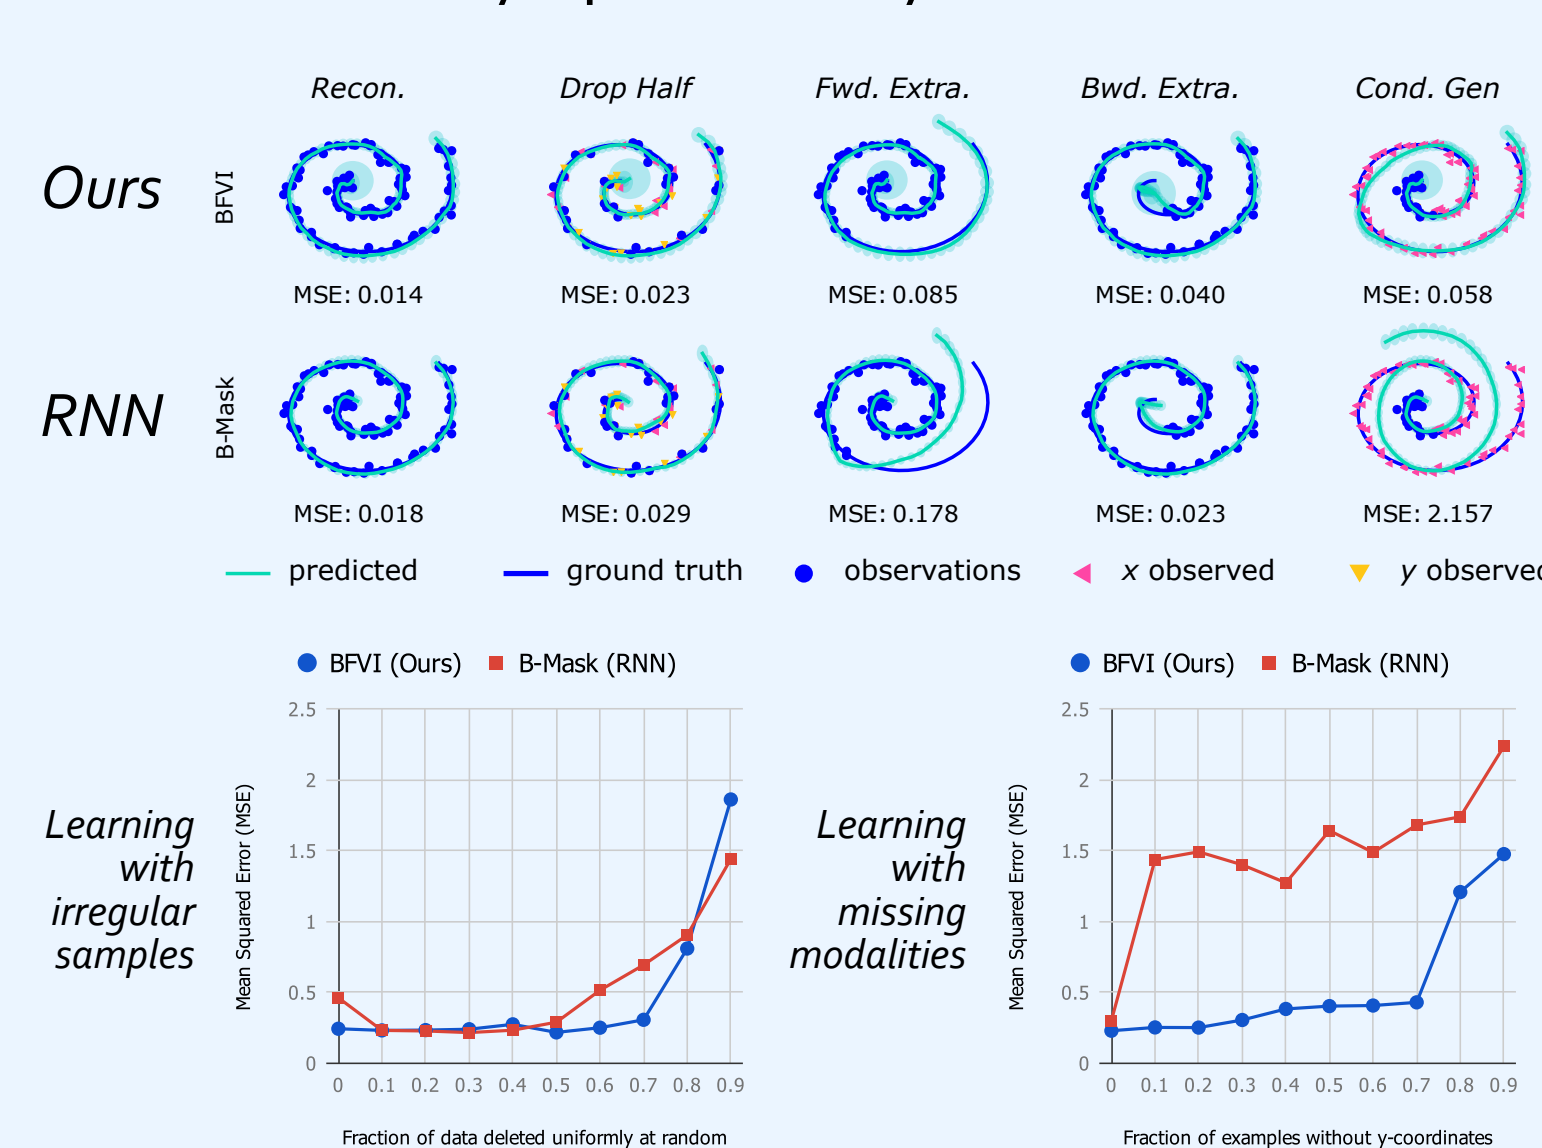 Recon.
Drop Half
Fwd. Extra.
Bwd. Extra.
Cond. Gen
Ours
BFVI
MSE: 0.014
MSE: 0.023
MSE: 0.085
MSE: 0.040
MSE: 0.058
RNN
B-Mask
MSE: 0.018
MSE: 0.029
MSE: 0.178
MSE: 0.023
MSE: 2.157
predicted
ground truth
observations
x observed
y observed
BFVI (Ours)
B-Mask (RNN)
Learning
with
irregular
samples
Mean Squared Error (MSE)
2.5
2
1.5
1
0.5
0
0 0.1 0.2 0.3 0.4 0.5 0.6 0.7 0.8 0.9
Fraction of data deleted uniformly at random
BFVI (Ours)
B-Mask (RNN)
Learning
with
missing
modalities
Mean Squared Error (MSE)
2.5
2
1.5
1
0.5
0
0 0.1 0.2 0.3 0.4 0.5 0.6 0.7 0.8 0.9
Fraction of examples without y-coordinates